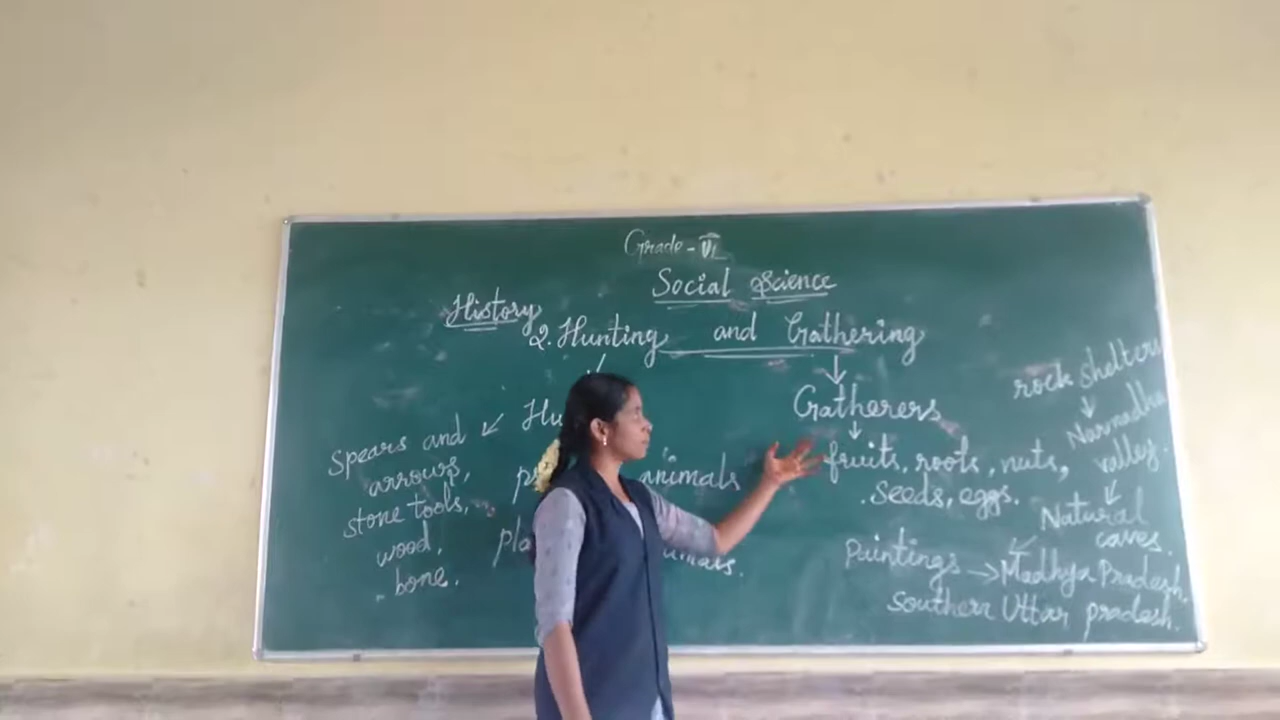 Grade - VI
Social Science
History
2. Hunting and Gathering
Gatherers
fruits, roots, nuts,
seeds, eggs.
Spears and
arrows,
stone tools,
wood,
bone.
animals
rock shelters
Narmadha
valley.
Natural
caves.
Paintings → Madhya Pradesh,
Southern Uttar pradesh.